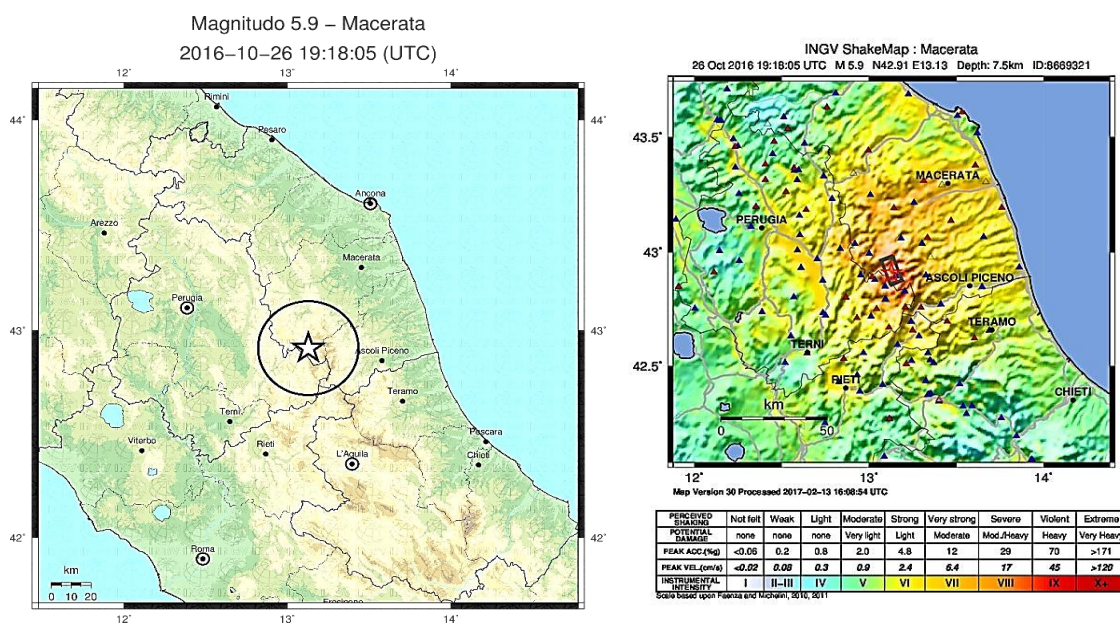 Magnitudo 5.9 – Macerata
2016–10–26 19:18:05 (UTC)
12˚ 13˚ 14˚
Rimini
44˚ 44˚
Pesaro
Ancona
Arezzo
Macerata
Perugia
43˚ 43˚
Ascoli Piceno
Teramo
Terni
Pescara
Viterbo
Rieti
L'Aquila
Chieti
42˚ 42˚
Roma
km
0 10 20
Frosinone
12˚ 13˚ 14˚
INGV ShakeMap : Macerata
26 Oct 2016 19:18:05 UTC M 5.9 N42.91 E13.13 Depth: 7.5km ID:8669321
43.5˚
MACERATA
PERUGIA
43˚
ASCOLI PICENO
TERAMO
TERNI
42.5˚
RIETI
CHIETI
km
0 50
12˚ 13˚ 14˚
Map Version 30 Processed 2017–02–13 16:08:54 UTC
PERCEIVED SHAKING Not felt Weak Light Moderate Strong Very strong Severe Violent Extreme
POTENTIAL DAMAGE none none none Very light Light Moderate Mod./Heavy Heavy Very Heav
PEAK ACC.(%g) <0.06 0.2 0.8 2.0 4.8 12 29 70 >171
PEAK VEL.(cm/s) <0.02 0.08 0.3 0.9 2.4 6.4 17 45 >120
INSTRUMENTAL INTENSITY I II–III IV V VI VII VIII IX X+
Scale based upon Faenza and Michelini, 2010, 2011